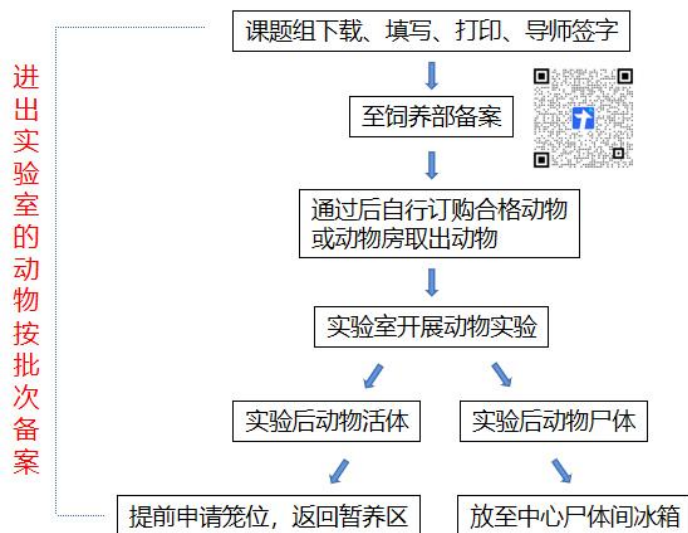 课题组下载、填写、打印、导师签字
至饲养部备案
通过后自行订购合格动物
或动物房取出动物
实验室开展动物实验
实验后动物活体
实验后动物尸体
提前申请笼位，返回暂养区
放至中心尸体间冰箱
进出实验室的动物按批次备案